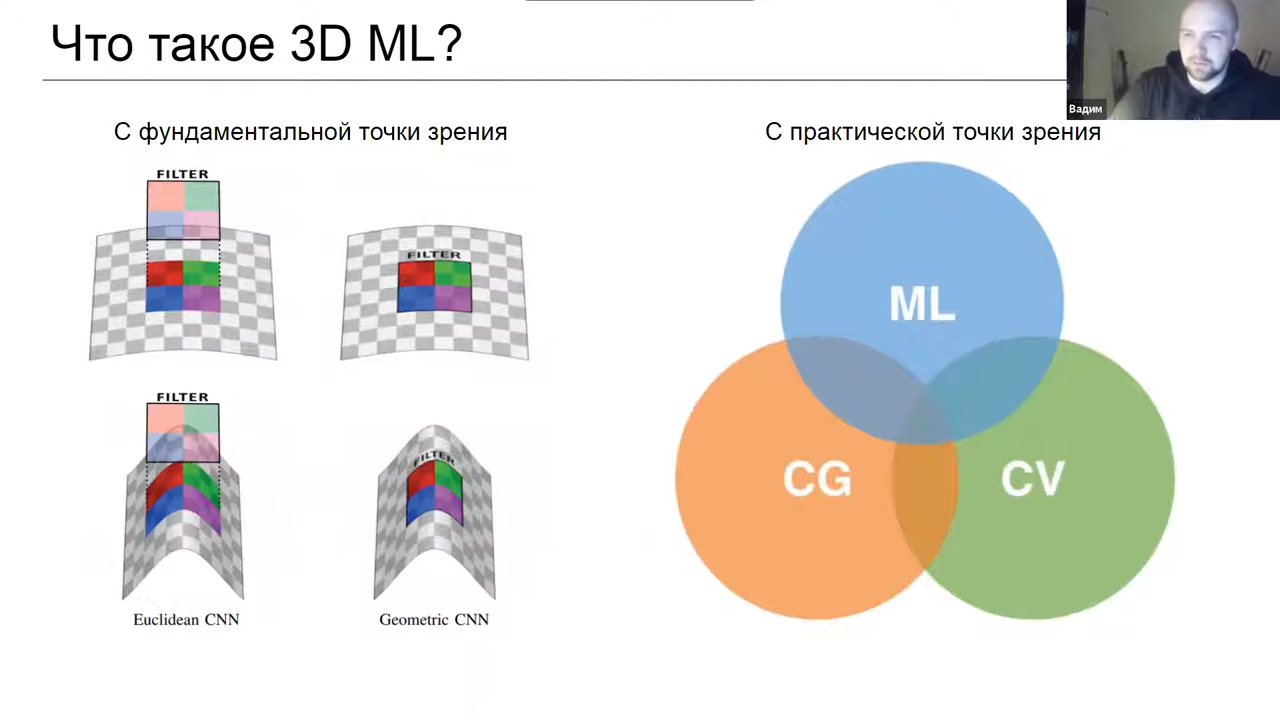 Что такое 3D ML?
Вадим
С фундаментальной точки зрения
FILTER
FILTER
FILTER
FILTER
Euclidean CNN
Geometric CNN
С практической точки зрения
ML
CG
CV